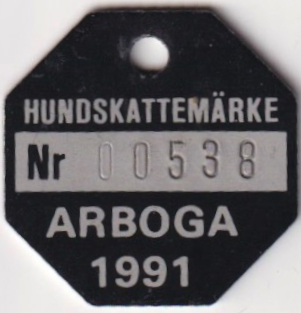 HUNDSKATTEMÄRKE
Nr 00538
ARBOGA
1991